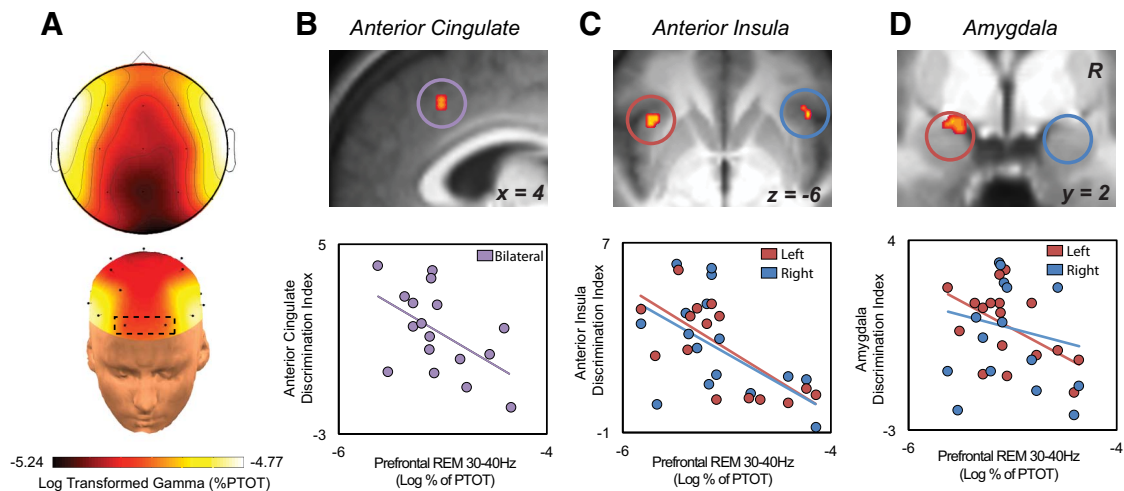 A
-5.24
-4.77
Log Transformed Gamma (%PTOT)
B
Anterior Cingulate
x = 4
5
Bilateral
Anterior Cingulate
Discrimination Index
-3
-6
-4
Prefrontal REM 30-40Hz
(Log % of PTOT)
C
Anterior Insula
z = -6
7
Left
Right
Anterior Insula
Discrimination Index
-1
-6
-4
Prefrontal REM 30-40Hz
(Log % of PTOT)
D
Amygdala
R
y = 2
4
Left
Right
Amygdala
Discrimination Index
-3
-6
-4
Prefrontal REM 30-40Hz
(Log % of PTOT)